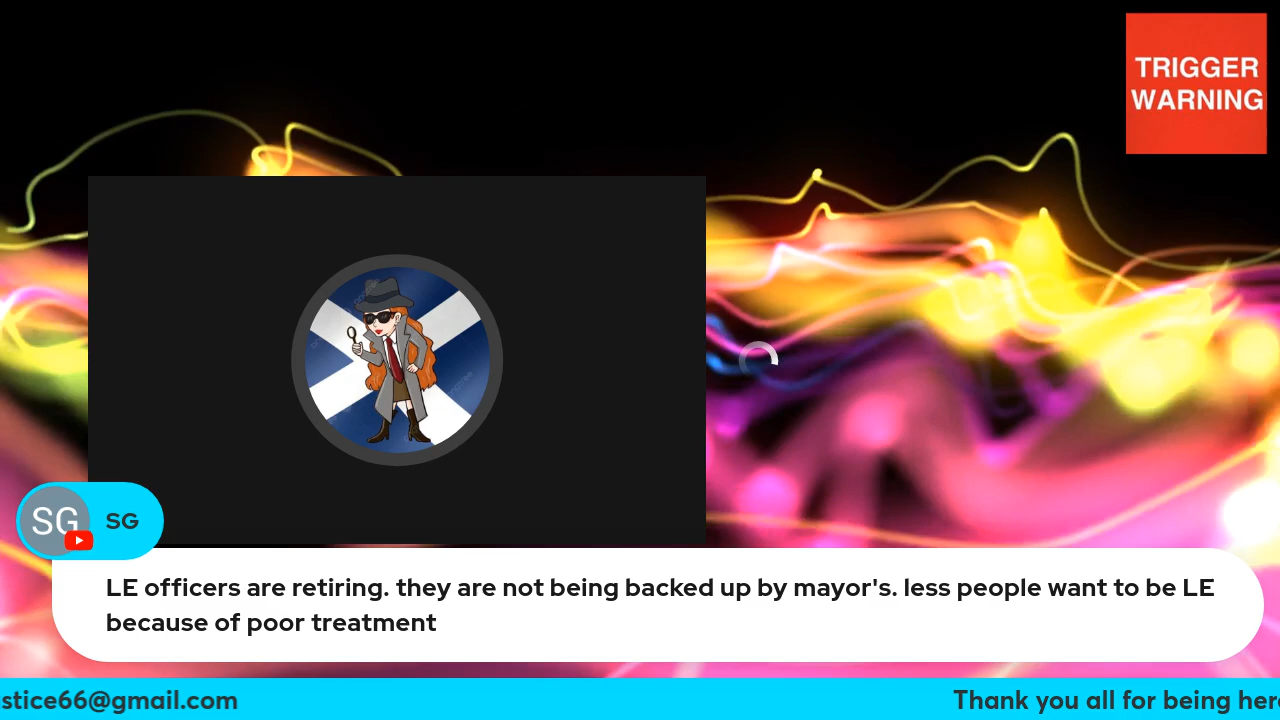 TRIGGER
WARNING
SG
SG
LE officers are retiring. they are not being backed up by mayor's. less people want to be LE
because of poor treatment
stice66@gmail.com
Thank you all for being here